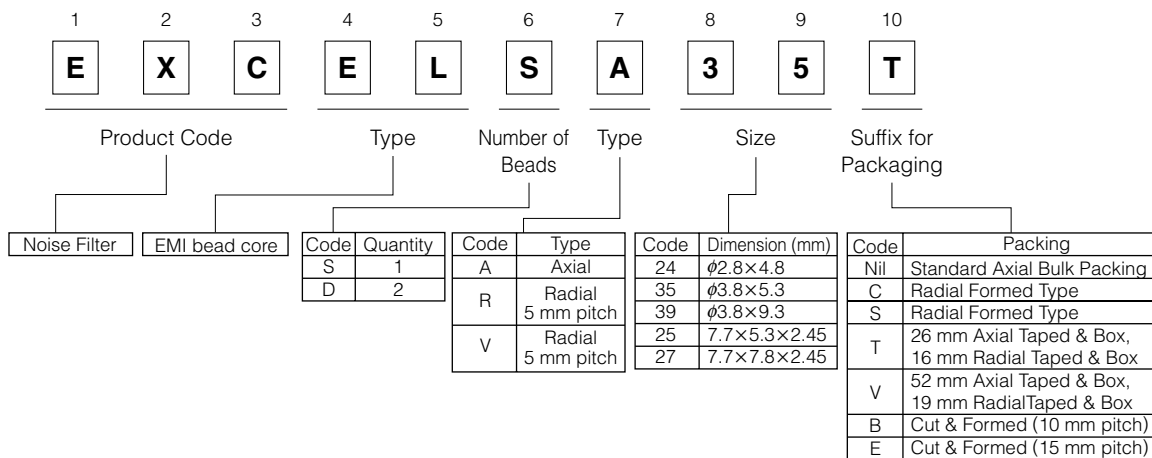 1 2 3 4 5 6 7 8 9 10
E X C E L S A 3 5 T
Product Code Type Number of Beads Type Size Suffix for Packaging
Noise Filter
EMI bead core
Code Quantity
S 1
D 2
Code Type
A Axial
R Radial
5 mm pitch
V Radial
5 mm pitch
Code Dimension (mm)
24 ϕ2.8×4.8
35 ϕ3.8×5.3
39 ϕ3.8×9.3
25 7.7×5.3×2.45
27 7.7×7.8×2.45
Code Packing
Nil Standard Axial Bulk Packing
C Radial Formed Type
S Radial Formed Type
T 26 mm Axial Taped & Box,
16 mm Radial Taped & Box
V 52 mm Axial Taped & Box,
19 mm RadialTaped & Box
B Cut & Formed (10 mm pitch)
E Cut & Formed (15 mm pitch)